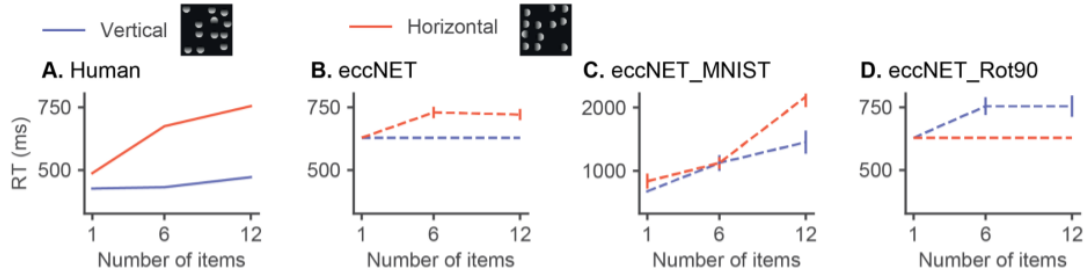 Vertical
Horizontal
A. Human
B. eccNET
C. eccNET_MNIST
D. eccNET_Rot90
RT (ms)
750
500
1 6 12
Number of items
750
500
1 6 12
Number of items
2000
1000
1 6 12
Number of items
750
500
1 6 12
Number of items